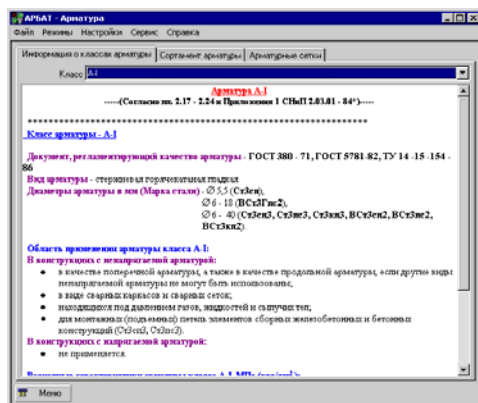 АРБАТ - Арматура
Файл Режимы Настройки Сервис Справка
Информация о классах арматуры Сортамент арматуры Арматурные сетки
Класс A-I
Арматура A-I
-----(Согласно пп. 2.17 - 2.24 и Приложения 1 СНиП 2.03.01 - 84*)-----
****************************************************************
Класс арматуры - A-I
Документ, регламентирующий качество арматуры - ГОСТ 380 - 71, ГОСТ 5781-82, ТУ 14 -15 -154 -
86
Вид арматуры - стержневая горячекатаная гладкая
Диаметры арматуры в мм (Марка стали) - ∅ 5,5 (Ст3сп),
∅ 6 - 18 (ВСт3Гпс2),
∅ 6 - 40 (Ст3сп3, Ст3пс3, Ст3кп3, ВСт3сп2, ВСт3пс2,
ВСт3кп2).
Область применения арматуры класса A-I:
В конструкциях с ненапрягаемой арматурой:
● в качестве поперечной арматуры, а также в качестве продольной арматуры, если другие виды
ненапрягаемой арматуры не могут быть использованы,
● в виде сварных каркасов и сварных сеток;
● находящихся под давлением газов, жидкостей и сыпучих тел;
● для монтажных (подъемных) петель элементов сборных железобетонных и бетонных
конструкций (Ст3сп3, Ст3пс3).
В конструкциях с напрягаемой арматурой:
● не применяется.
Меню